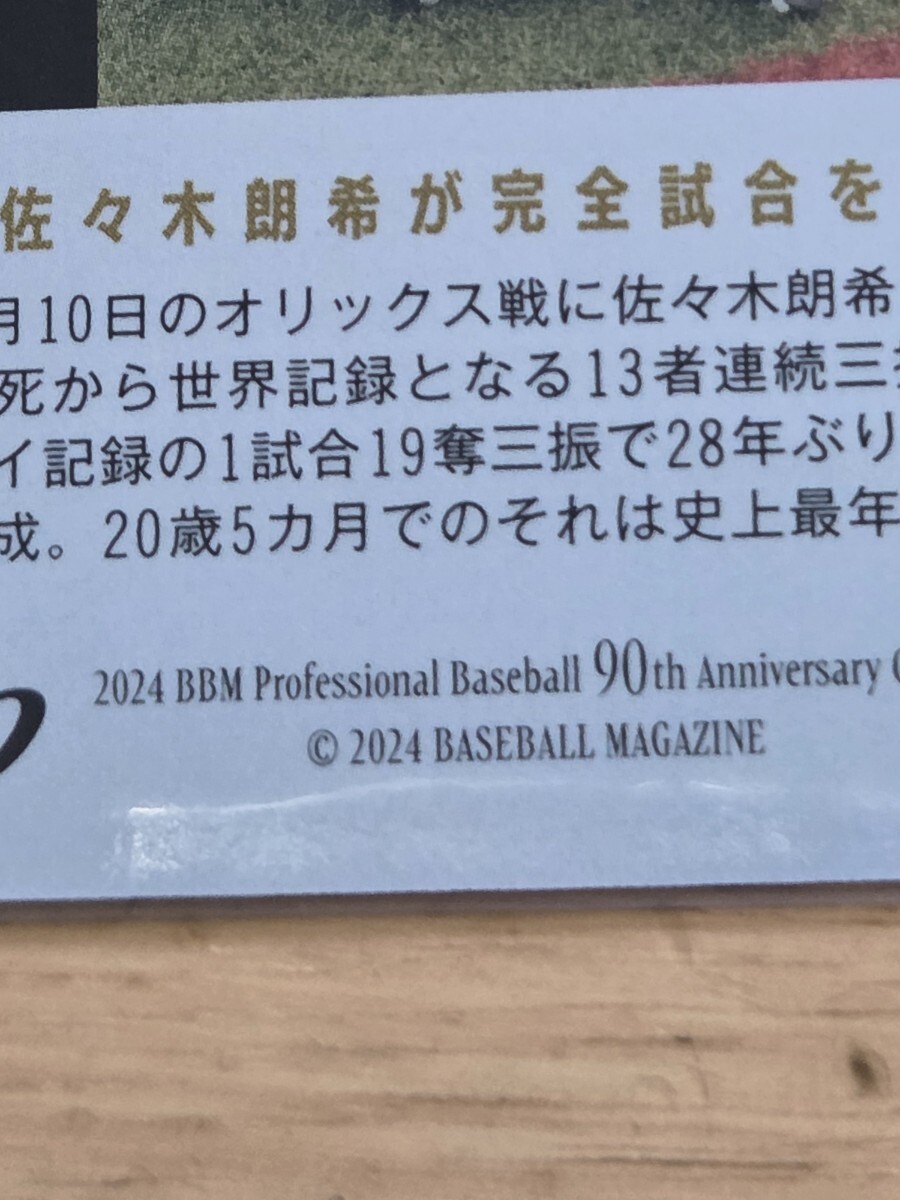 佐々木朗希が完全試合を
月10日のオリックス戦に佐々木朗希
死から世界記録となる13者連続三振
イ記録の1試合19奪三振で28年ぶり
成。20歳5カ月でのそれは史上最年
2024 BBM Professional Baseball 90th Anniversary
© 2024 BASEBALL MAGAZINE